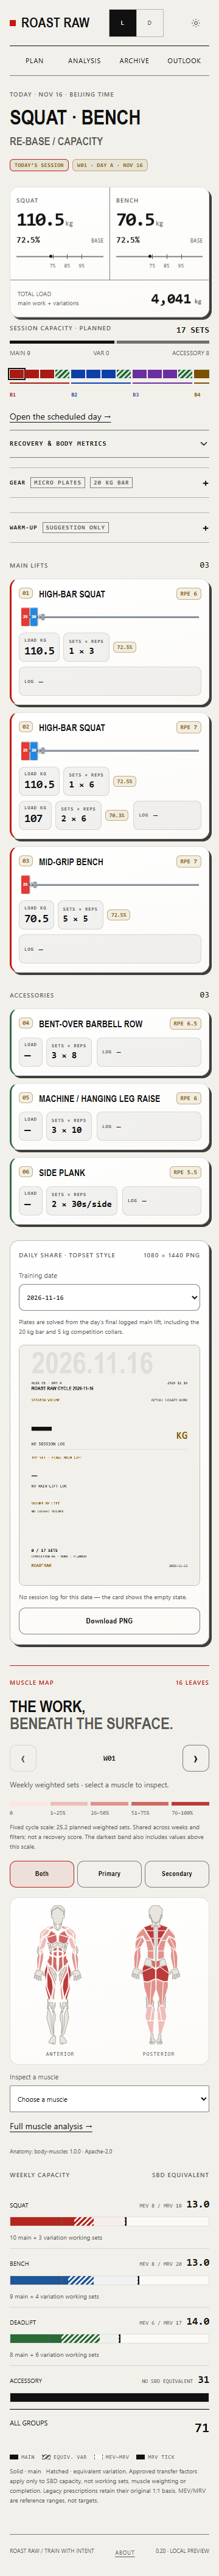 ROAST RAW
L D
PLAN ANALYSIS ARCHIVE OUTLOOK
TODAY · NOV 16 · BEIJING TIME
SQUAT · BENCH
RE-BASE / CAPACITY
TODAY'S SESSION
W01 · DAY A · NOV 16
SQUAT
110.5 kg
72.5% BASE
75 85 95
BENCH
70.5 kg
72.5% BASE
75 85 95
TOTAL LOAD
main work + variations
4,041 kg
SESSION CAPACITY · PLANNED 17 SETS
MAIN 9 VAR 0 ACCESSORY 8
B1 B2 B3 B4
Open the scheduled day →
RECOVERY & BODY METRICS
GEAR MICRO PLATES 20 KG BAR +
WARM-UP SUGGESTION ONLY +
MAIN LIFTS 03
01 HIGH-BAR SQUAT RPE 6
LOAD KG
110.5
SETS × REPS
1 × 3
72.5%
LOG —
02 HIGH-BAR SQUAT RPE 7
LOAD KG
110.5
SETS × REPS
1 × 6
72.5%
LOAD KG
107
SETS × REPS
2 × 6
70.3%
LOG —
03 MID-GRIP BENCH RPE 7
LOAD KG
70.5
SETS × REPS
5 × 5
72.5%
LOG —
ACCESSORIES 03
04 BENT-OVER BARBELL ROW RPE 6.5
LOAD
—
SETS × REPS
3 × 8
LOG —
05 MACHINE / HANGING LEG RAISE RPE 6
LOAD
—
SETS × REPS
3 × 10
LOG —
06 SIDE PLANK RPE 5.5
LOAD
—
SETS × REPS
2 × 30s/side
LOG —
DAILY SHARE · TOPSET STYLE 1080 × 1440 PNG
Training date
2026-11-16
Plates are solved from the day's final logged main lift, including the
20 kg bar and 5 kg competition collars.
2026.11.16
ROAST RAW CYCLE 2026-11-16
KG
NO SESSION LOG
NO MAIN LIFT LOG
0 / 17 SETS
ROAST RAW
No session log for this date — the card shows the empty state.
Download PNG
MUSCLE MAP 16 LEAVES
THE WORK,
BENEATH THE SURFACE.
W01
Weekly weighted sets · select a muscle to inspect.
0 1–25% 26–50% 51–75% 76–100%
Fixed cycle scale: 25.2 planned weighted sets. Shared across weeks and
filters; not a recovery score. The darkest band also includes values above
this scale.
Both Primary Secondary
ANTERIOR POSTERIOR
Inspect a muscle
Choose a muscle
Full muscle analysis →
Anatomy: body-muscles 1.0.0 · Apache-2.0
WEEKLY CAPACITY SBD EQUIVALENT
SQUAT MEV 8 / MRV 18 13.0
10 main + 3 variation working sets
BENCH MEV 8 / MRV 20 13.0
9 main + 4 variation working sets
DEADLIFT MEV 6 / MRV 17 14.0
8 main + 6 variation working sets
ACCESSORY NO SBD EQUIVALENT 31
ALL GROUPS 71
MAIN EQUIV. VAR MEV–MRV MRV TICK
Solid · main · Hatched · equivalent variation. Approved transfer factors
apply only to SBD capacity, not working sets, muscle weighting or
completion. Legacy prescriptions retain their original 1:1 basis. MEV/MRV
are reference ranges, not targets.
ROAST RAW / TRAIN WITH INTENT ABOUT 0.20 · LOCAL PREVIEW